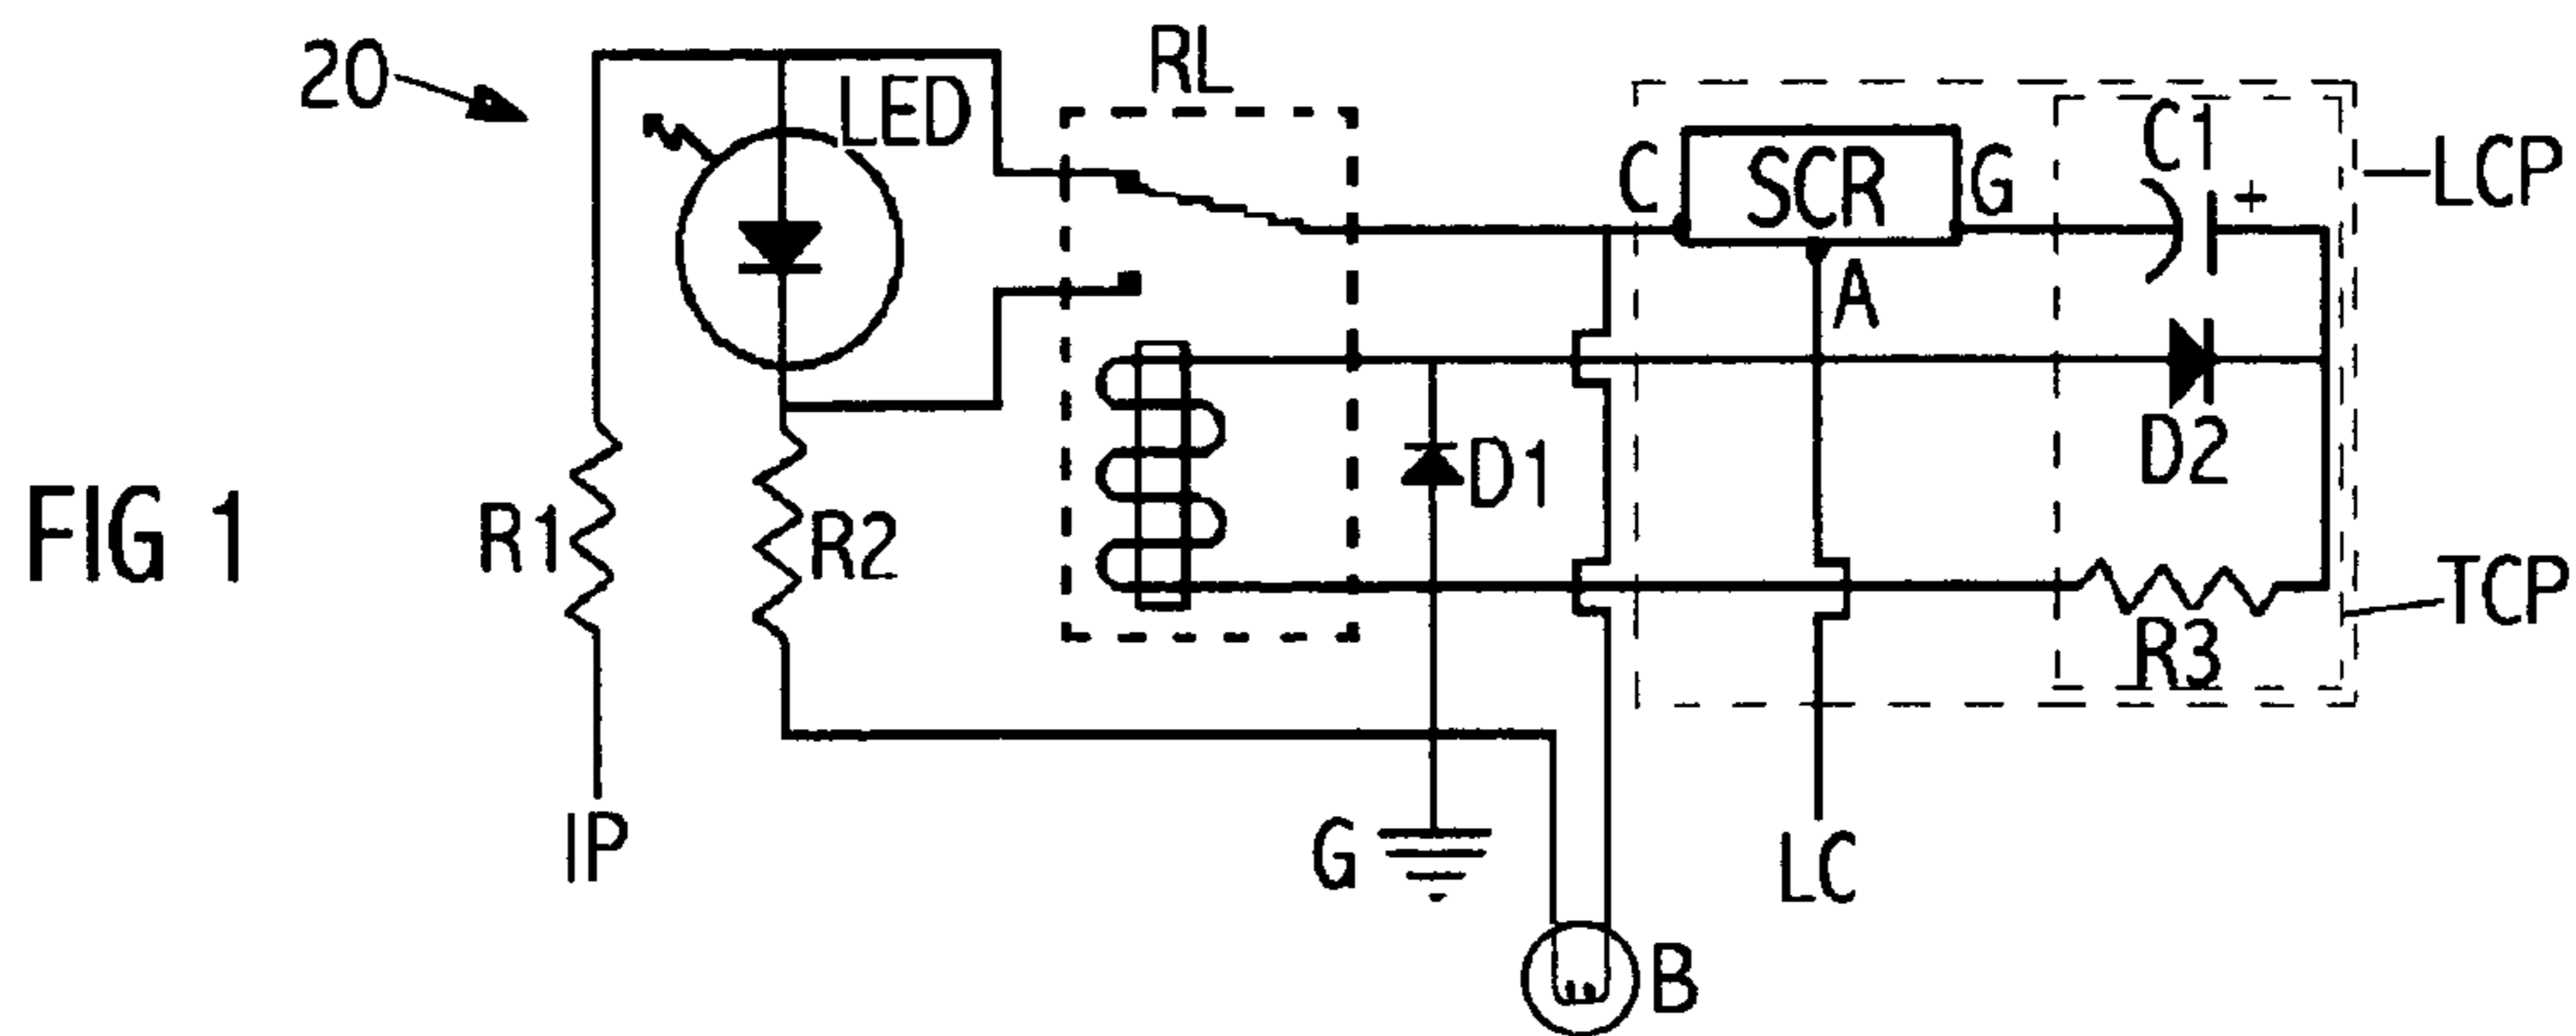 20
LED
RL
C
SCR
G
C1
+
LCP
A
D2
D1
FIG 1
R1
R2
TCP
R3
IP
G
LC
B